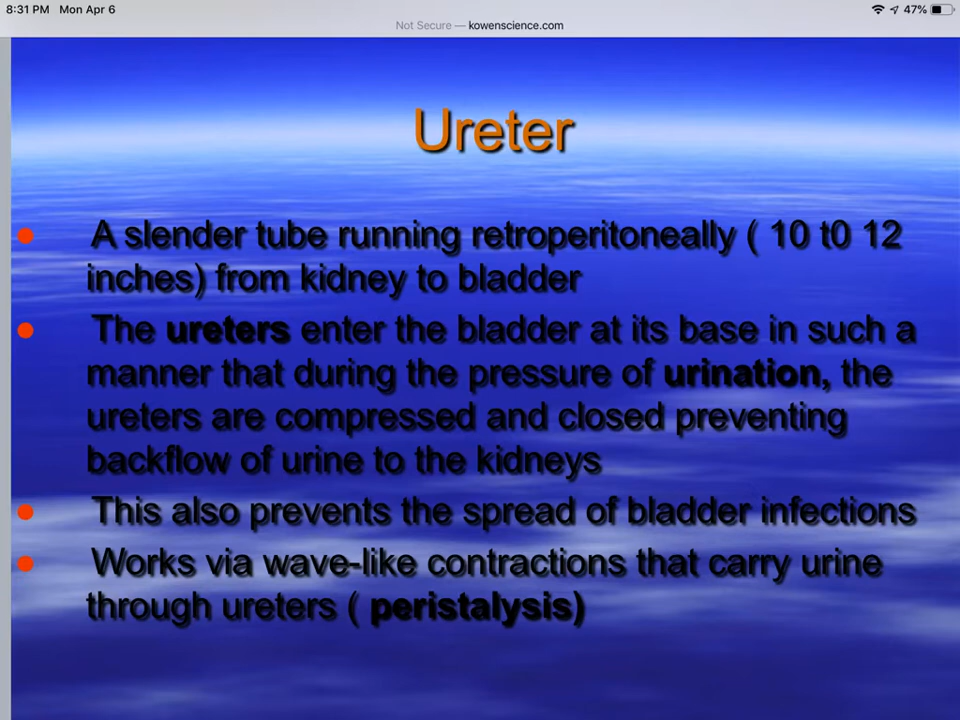 8:31 PM Mon Apr 6
47%
Not Secure — kowenscience.com
Ureter
A slender tube running retroperitoneally ( 10 t0 12
inches) from kidney to bladder
The ureters enter the bladder at its base in such a
manner that during the pressure of urination, the
ureters are compressed and closed preventing
backflow of urine to the kidneys
This also prevents the spread of bladder infections
Works via wave-like contractions that carry urine
through ureters ( peristalysis)